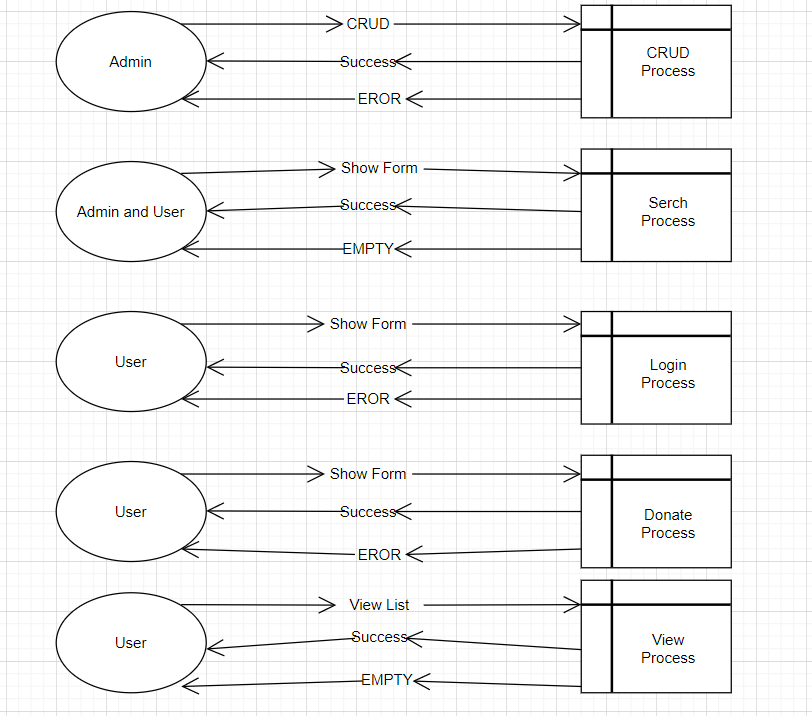 CRUD
Admin
Success
CRUD
Process
EROR
Show Form
Admin and User
Success
Serch
Process
EMPTY
Show Form
User
Success
Login
Process
EROR
Show Form
User
Success
Donate
Process
EROR
View List
User
Success
View
Process
EMPTY